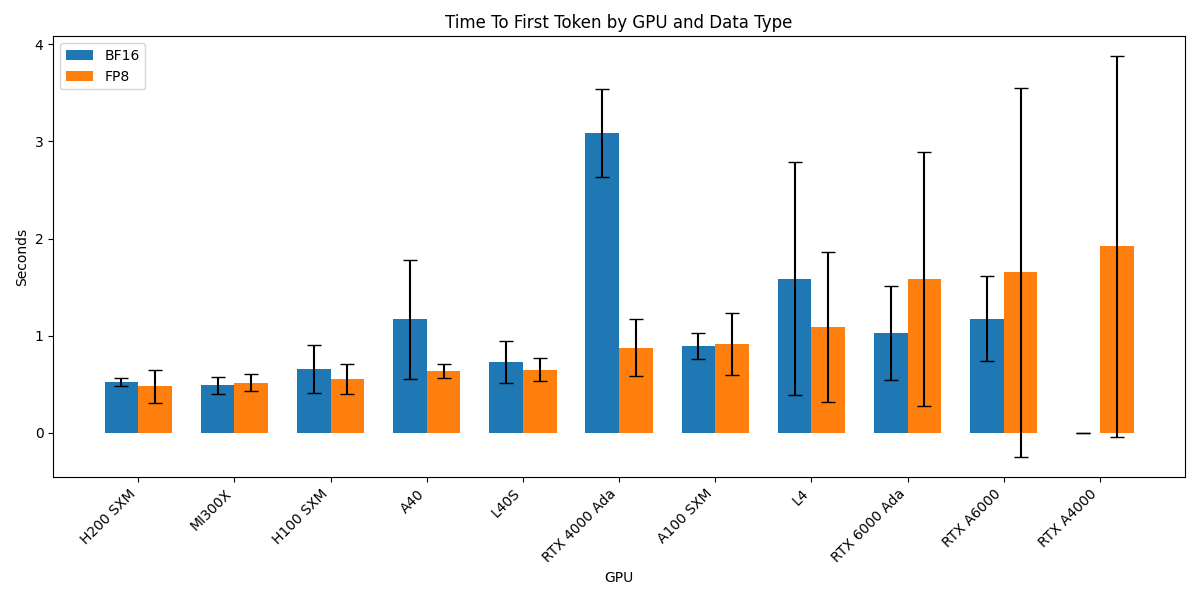 Time To First Token by GPU and Data Type
BF16
FP8
Seconds
4
3
2
1
0
H200 SXM
MI300X
H100 SXM
A40
L40S
RTX 4000 Ada
A100 SXM
L4
RTX 6000 Ada
RTX A6000
RTX A4000
GPU